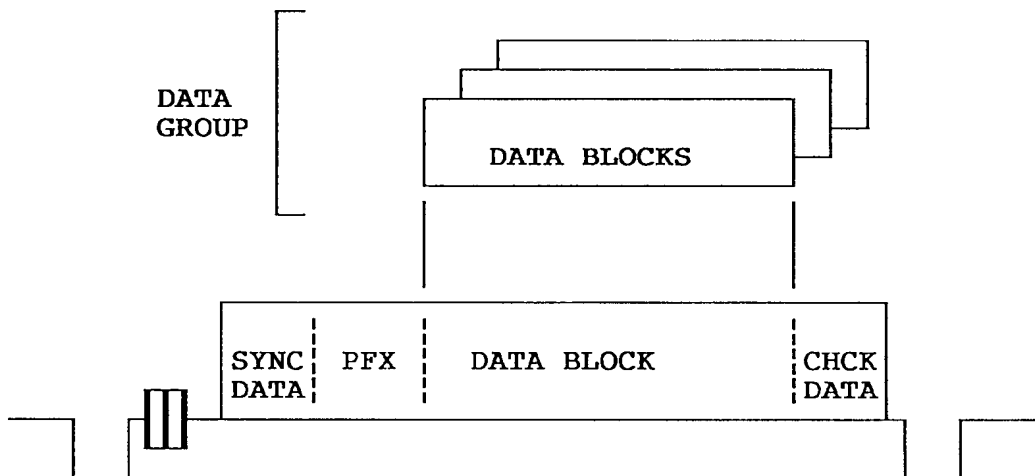 DATA
GROUP
DATA BLOCKS
SYNC
DATA
PFX
DATA BLOCK
CHCK
DATA